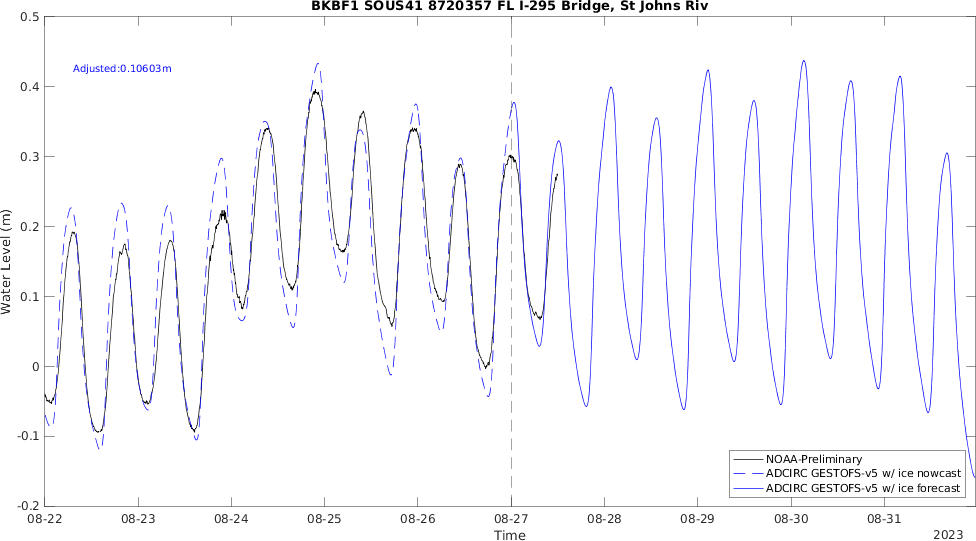 BKBF1 SOUS41 8720357 FL I-295 Bridge, St Johns Riv
Adjusted:0.10603m
Water Level (m)
0.5
0.4
0.3
0.2
0.1
0
-0.1
-0.2
NOAA-Preliminary
ADCIRC GESTOFS-v5 w/ ice nowcast
ADCIRC GESTOFS-v5 w/ ice forecast
08-22 08-23 08-24 08-25 08-26 08-27 08-28 08-29 08-30 08-31
Time
2023